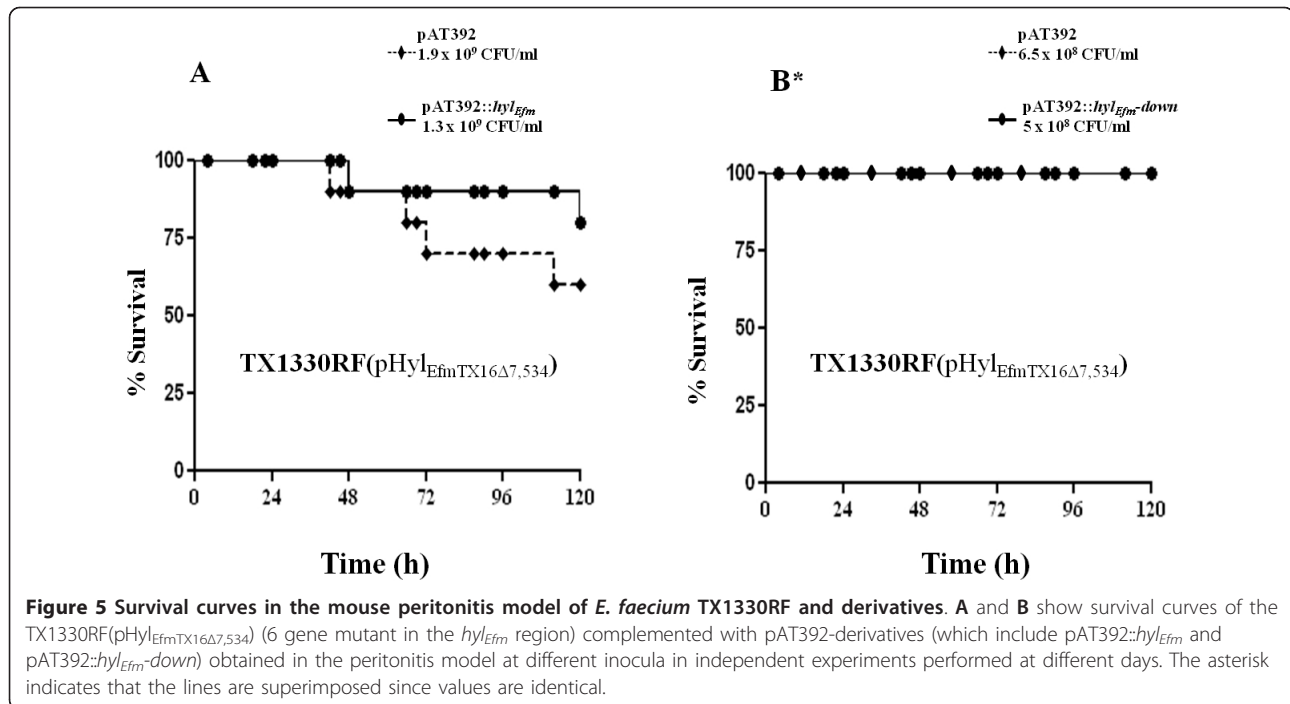 pAT392
1.9 x 10⁹ CFU/ml
A
pAT392::hylEfm
1.3 x 10⁹ CFU/ml
100
75
50
25
0
% Survival
TX1330RF(pHylEfmTX16Δ7,534)
0 24 48 72 96 120
Time (h)
pAT392
6.5 x 10⁸ CFU/ml
B*
pAT392::hylEfm-down
5 x 10⁸ CFU/ml
100
75
50
25
0
% Survival
TX1330RF(pHylEfmTX16Δ7,534)
0 24 48 72 96 120
Time (h)
Figure 5 Survival curves in the mouse peritonitis model of E. faecium TX1330RF and derivatives. A and B show survival curves of the
TX1330RF(pHylEfmTX16Δ7,534) (6 gene mutant in the hylEfm region) complemented with pAT392-derivatives (which include pAT392::hylEfm and
pAT392::hylEfm-down) obtained in the peritonitis model at different inocula in independent experiments performed at different days. The asterisk
indicates that the lines are superimposed since values are identical.